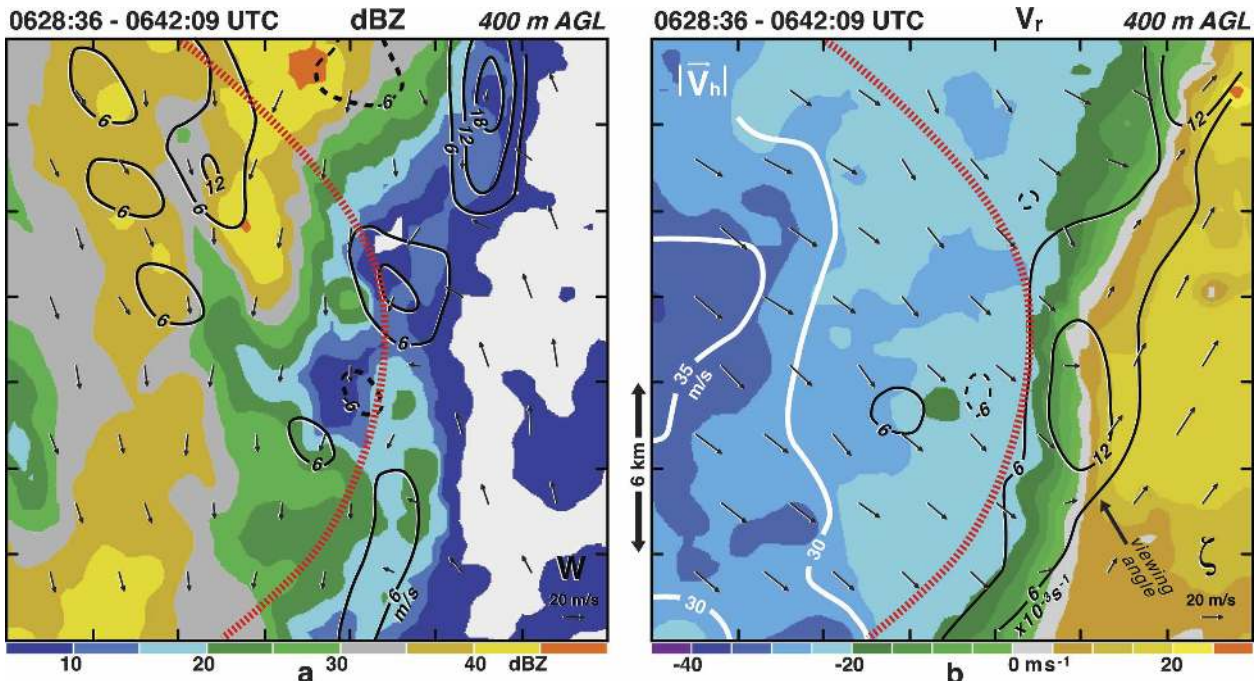 0628:36 - 0642:09 UTC dBZ 400 m AGL
6
-6
18
12
6
12
6
6
6
6
-6
6
6
m/s
W
20 m/s
10 20 30 40 dBZ
a
6 km
0628:36 - 0642:09 UTC Vr 400 m AGL
|Vh|
12
35
m/s
6
-6
6
12
30
viewing
angle
30
6
x10-3s-1
ζ
20 m/s
-40 -20 0 ms-1 20
b